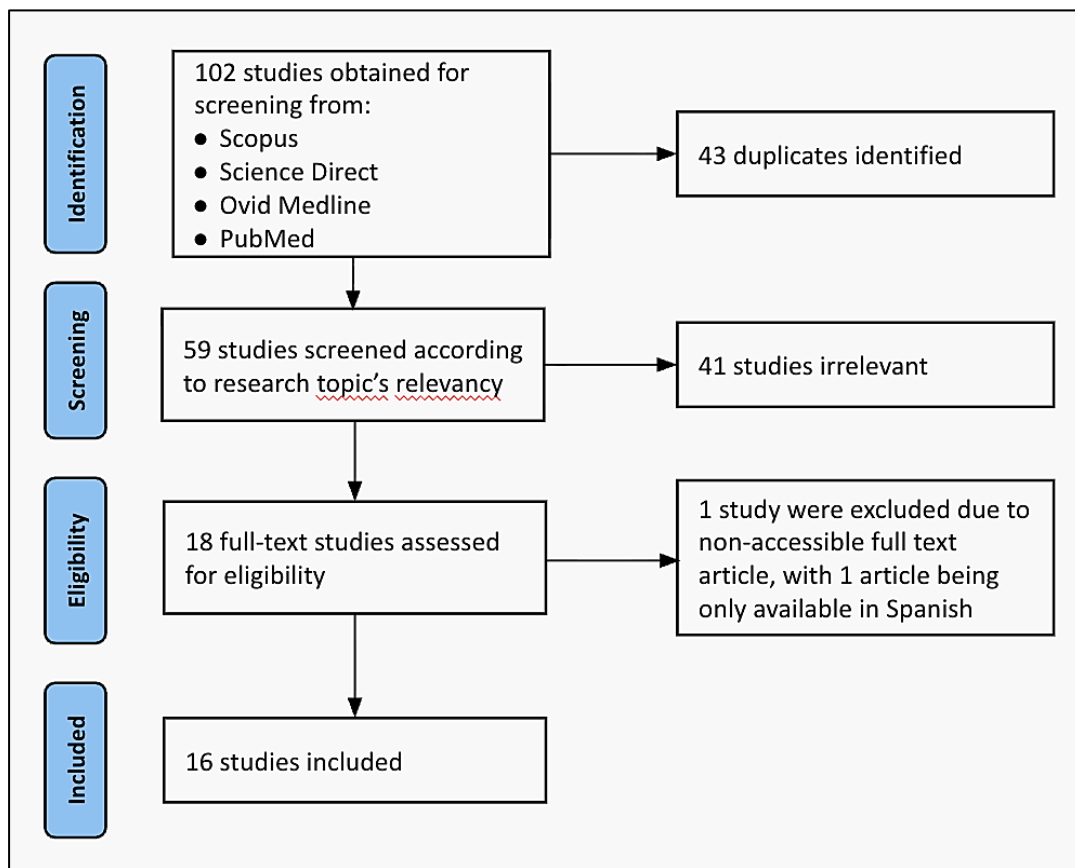 Identification
102 studies obtained for
screening from:
● Scopus
● Science Direct
● Ovid Medline
● PubMed
43 duplicates identified
Screening
59 studies screened according
to research topic's relevancy
41 studies irrelevant
Eligibility
18 full-text studies assessed
for eligibility
1 study were excluded due to
non-accessible full text
article, with 1 article being
only available in Spanish
Included
16 studies included